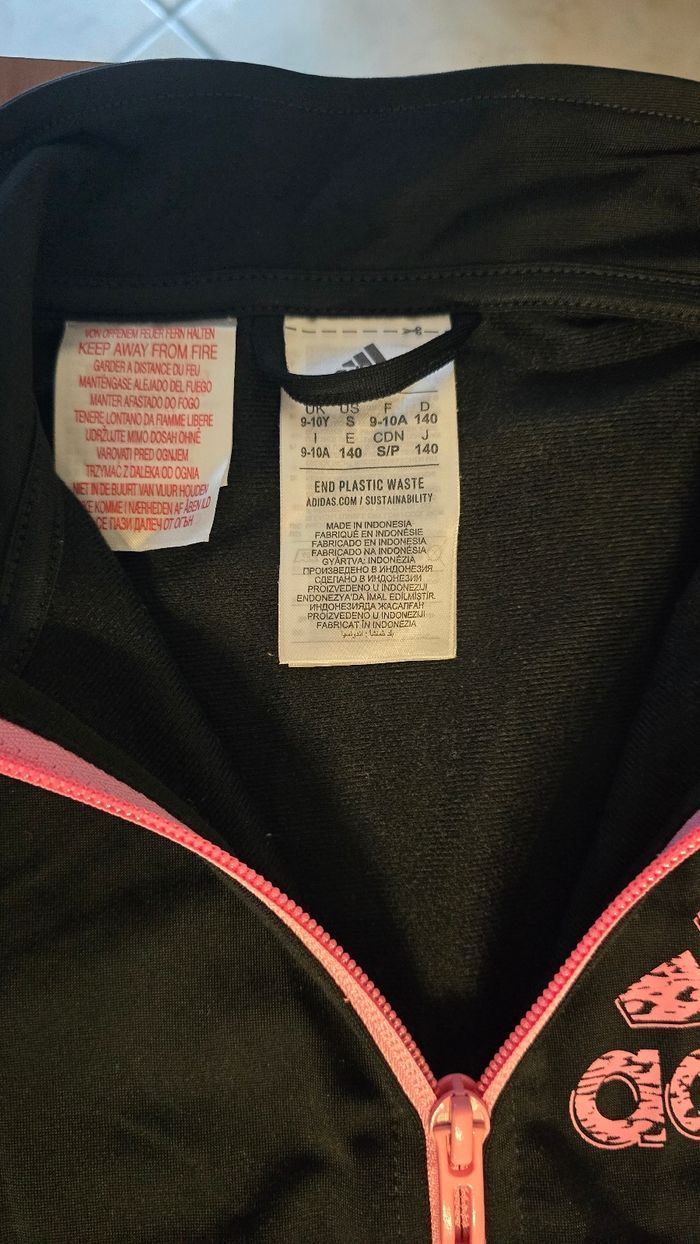 VON OFFENEM FEUER FERN HALTEN
KEEP AWAY FROM FIRE
GARDER A DISTANCE DU FEU
MANTÉNGASE ALEJADO DEL FUEGO
MANTER AFASTADO DO FOGO
TENERE LONTANO DA FIAMME LIBERE
UDRŽUJTE MIMO DOSAH OHNĚ
VAROVATI PRED OGNJEM
TRZYMAĆ Z DALEKA OD OGNIA
NIET IN DE BUURT VAN VUUR HOUDEN
KOMME I NÆRHEDEN AF ÅBEN ILD
СЕ ПАЗИ ДАЛЕЧ ОТ ОГЪН
UK US F D
9-10Y S 9-10A 140
I E CDN J
9-10A 140 S/P 140
END PLASTIC WASTE
ADIDAS.COM / SUSTAINABILITY
MADE IN INDONESIA
FABRIQUÉ EN INDONÉSIE
FABRICADO EN INDONESIA
FABRICADO NA INDONÉSIA
GYÁRTVA: INDONÉZIA
ПРОИЗВЕДЕНО В ИНДОНЕЗИЯ
СДЕЛАНО В ИНДОНЕЗИИ
PROIZVEDENO U INDONEZIJI
ENDONEZYA'DA İMAL EDİLMİŞTİR.
ИНДОНЕЗИЯДА ЖАСАЛҒАН
PROIZVEDENO U INDONEZIJI
FABRICAT ÎN INDONEZIA